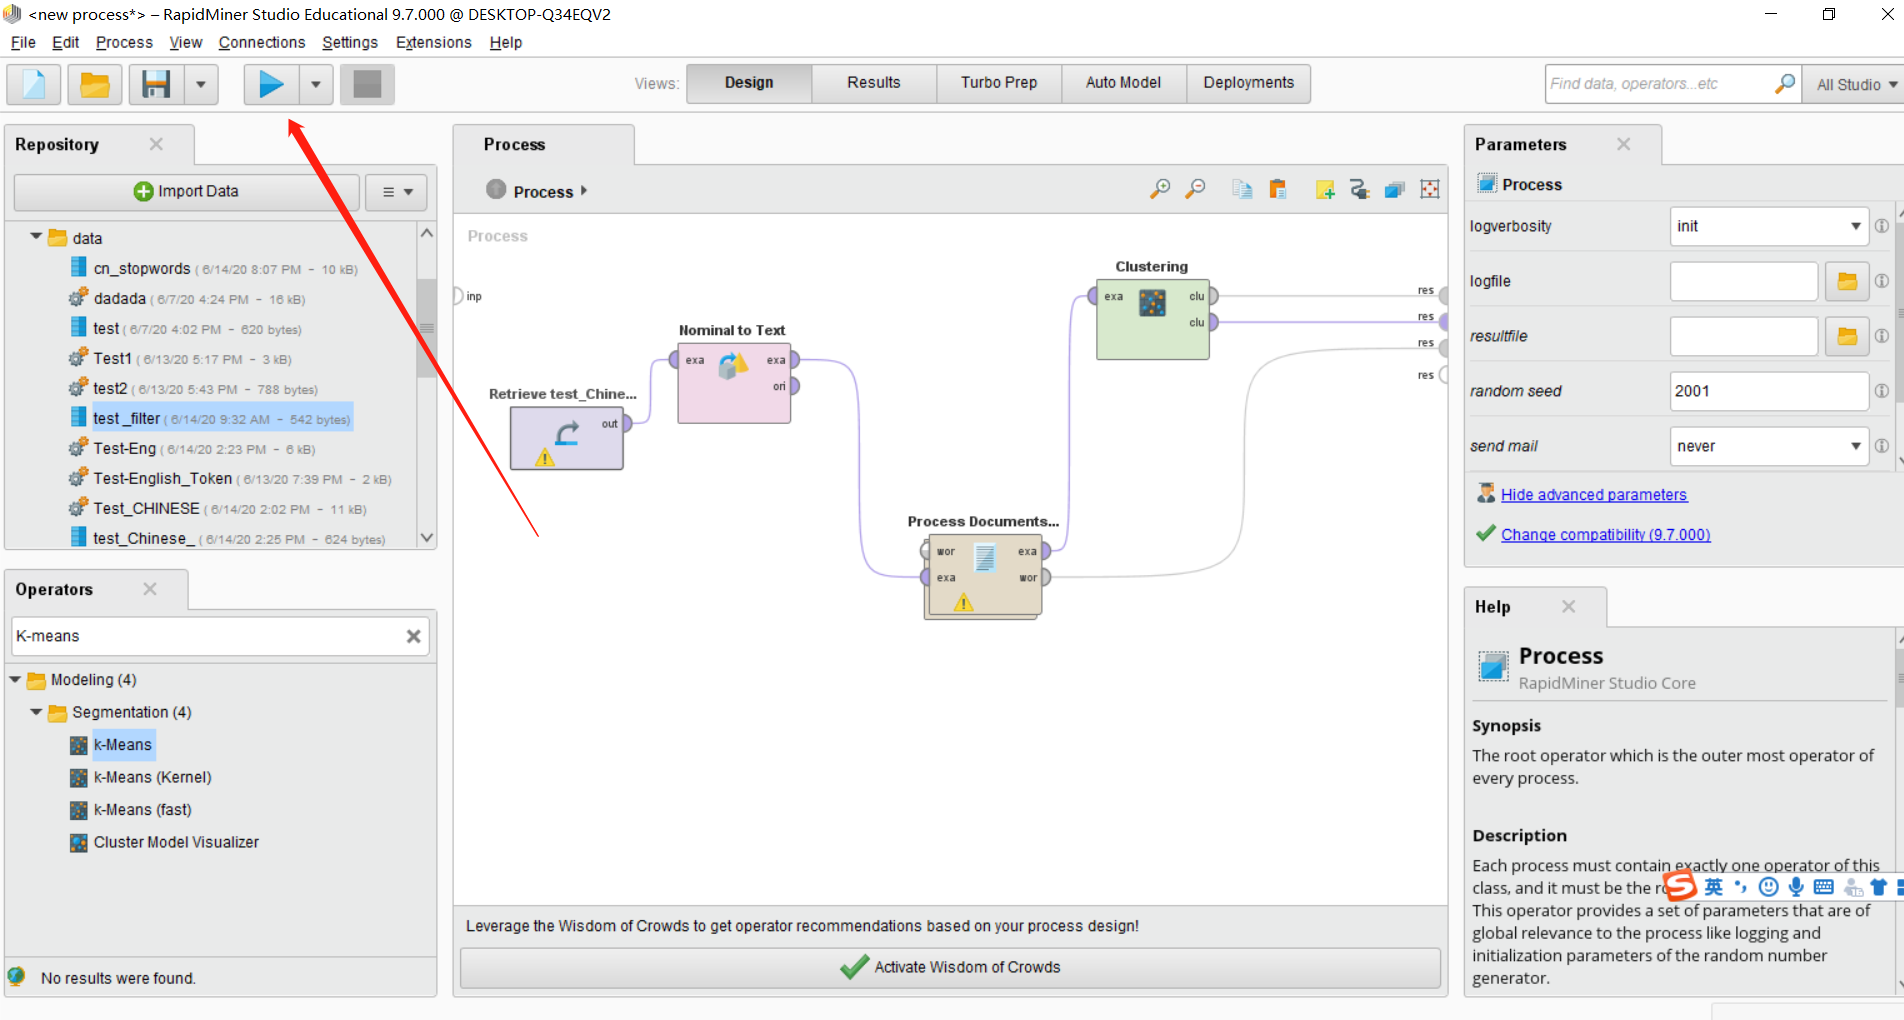 <new process*> – RapidMiner Studio Educational 9.7.000 @ DESKTOP-Q34EQV2
File Edit Process View Connections Settings Extensions Help
Views: Design Results Turbo Prep Auto Model Deployments
Find data, operators...etc
All Studio
Repository
Import Data
data
cn_stopwords ( 6/14/20 8:07 PM – 10 kB)
dadada ( 6/7/20 4:24 PM – 16 kB)
test ( 6/7/20 4:02 PM – 620 bytes)
Test1 ( 6/13/20 5:17 PM – 3 kB)
test2 ( 6/13/20 5:43 PM – 788 bytes)
test _filter ( 6/14/20 9:32 AM – 542 bytes)
Test-Eng ( 6/14/20 2:23 PM – 6 kB)
Test-English_Token ( 6/13/20 7:39 PM – 2 kB)
Test_CHINESE ( 6/14/20 2:02 PM – 11 kB)
test_Chinese_ ( 6/14/20 2:25 PM – 624 bytes)
Operators
K-means
Modeling (4)
Segmentation (4)
k-Means
k-Means (Kernel)
k-Means (fast)
Cluster Model Visualizer
No results were found.
Process
Process
Process
inp
Retrieve test_Chine...
out
Nominal to Text
exa exa
ori
Process Documents...
wor exa
exa wor
Clustering
exa clu
clu
res
res
res
res
Leverage the Wisdom of Crowds to get operator recommendations based on your process design!
Activate Wisdom of Crowds
Parameters
Process
logverbosity init
logfile
resultfile
random seed 2001
send mail never
Hide advanced parameters
Change compatibility (9.7.000)
Help
Process
RapidMiner Studio Core
Synopsis
The root operator which is the outer most operator of
every process.
Description
Each process must contain exactly one operator of this
class, and it must be the ro
英
This operator provides a set of parameters that are of
global relevance to the process like logging and
initialization parameters of the random number
generator.